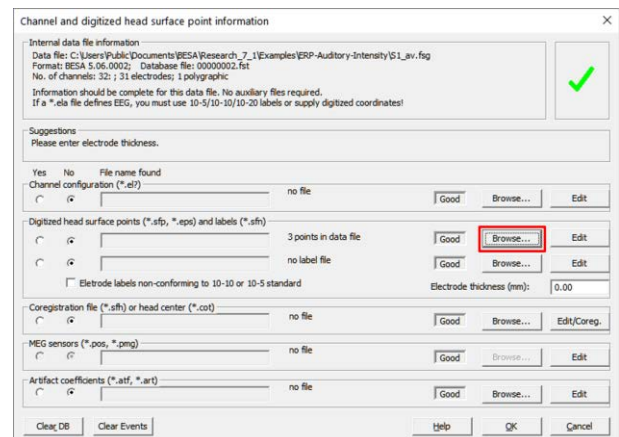 Channel and digitized head surface point information
Internal data file information
Data file: C:\Users\Public\Documents\BESA\Research_7_1\Examples\ERP-Auditory-Intensity\S1_av.fsg
Format: BESA 5.06.0002; Database file: 00000002.fst
No. of channels: 32: ; 31 electrodes; 1 polygraphic
Information should be complete for this data file. No auxiliary files required.
If a *.ela file defines EEG, you must use 10-5/10-10/10-20 labels or supply digitized coordinates!
Suggestions
Please enter electrode thickness.
Yes No File name found
Channel configuration (*.el?)
no file Good Browse... Edit
Digitized head surface points (*.sfp, *.eps) and labels (*.sfn)
3 points in data file Good Browse... Edit
no label file Good Browse... Edit
Eletrode labels non-conforming to 10-10 or 10-5 standard Electrode thickness (mm): 0.00
Coregistration file (*.sfh) or head center (*.cot)
no file Good Browse... Edit/Coreg.
MEG sensors (*.pos, *.pmg)
no file Good Browse... Edit
Artifact coefficients (*.atf, *.art)
no file Good Browse... Edit
Clear DB Clear Events Help OK Cancel